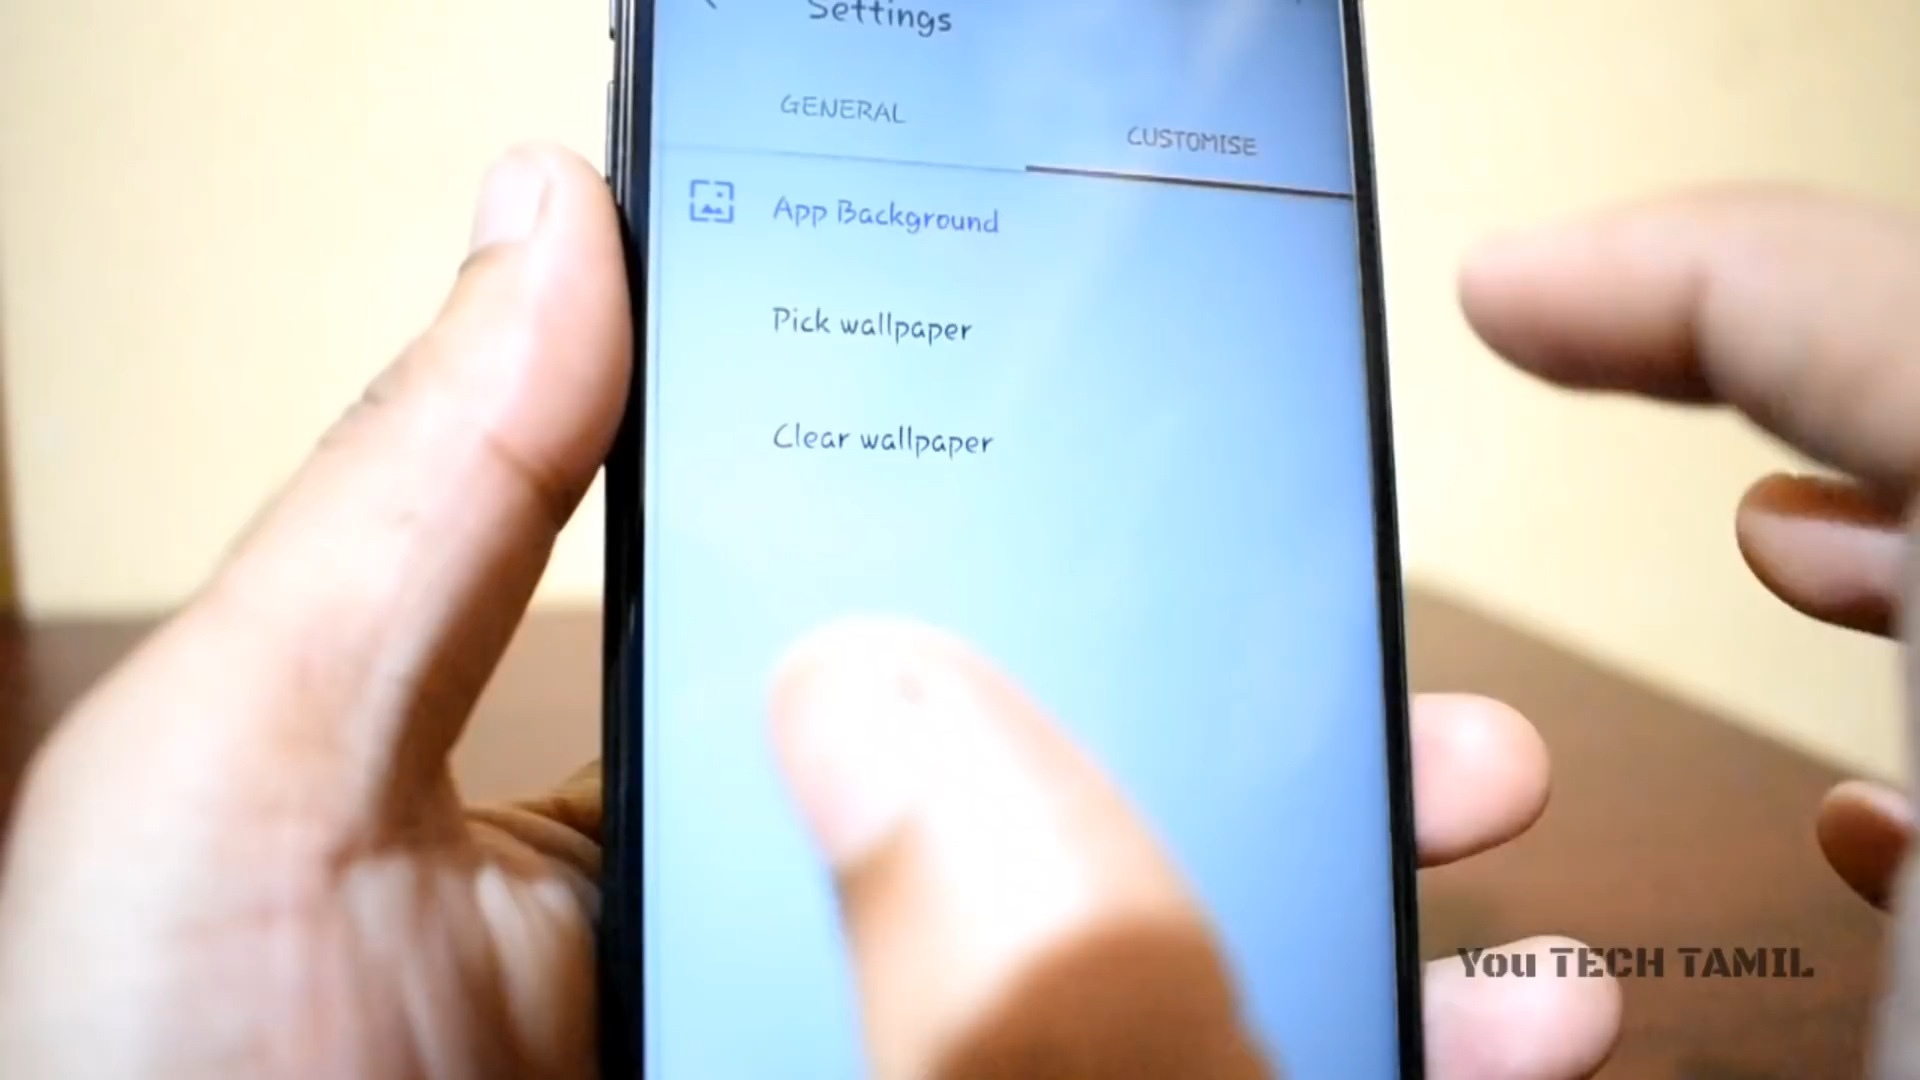 Settings
GENERAL
CUSTOMISE
App Background
Pick wallpaper
Clear wallpaper
You TECH TAMIL